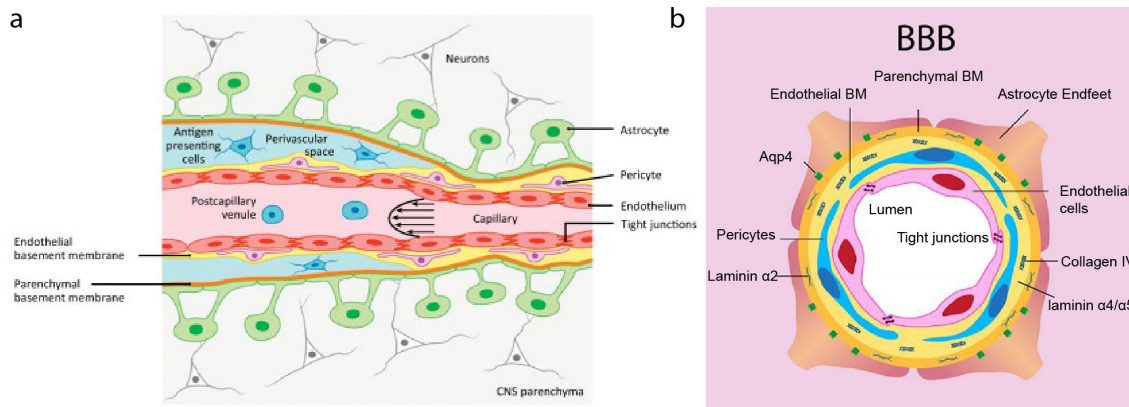 a
Neurons
Antigen
presenting
cells
Perivascular
space
Astrocyte
Pericyte
Postcapillary
venule
Capillary
Endothelium
Tight junctions
Endothelial
basement membrane
Parenchymal
basement membrane
CNS parenchyma
b
BBB
Parenchymal BM
Endothelial BM
Astrocyte Endfeet
Aqp4
Lumen
Endothelial
cells
Tight junctions
Pericytes
Collagen IV
Laminin α2
laminin α4/α5